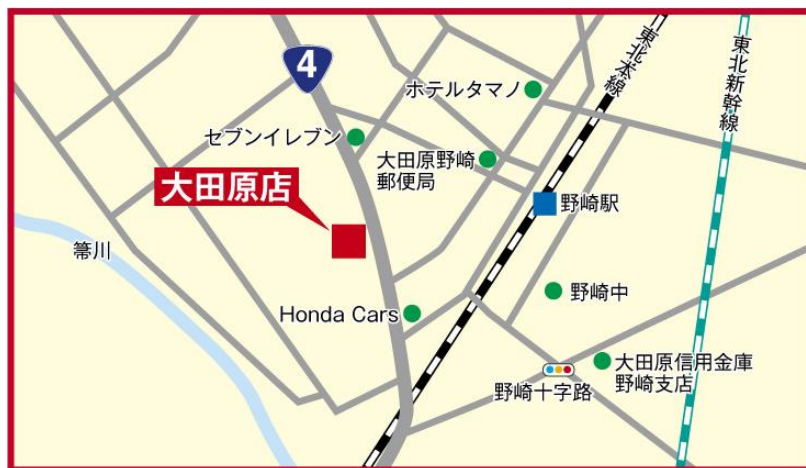 4
東北本線
東北新幹線
ホテルタマノ
セブンイレブン
大田原野崎
郵便局
大田原店
野崎駅
箒川
野崎中
Honda Cars
大田原信用金庫
野崎支店
野崎十字路